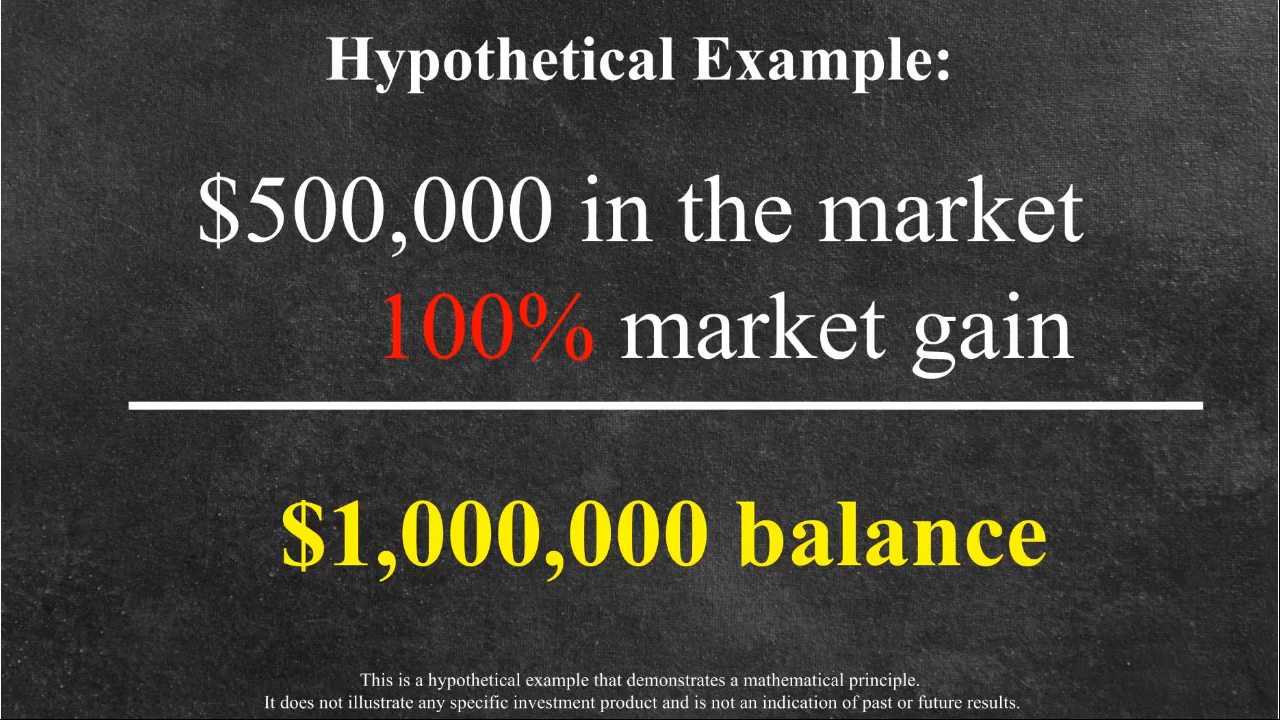 Hypothetical Example:
$500,000 in the market
100% market gain
$1,000,000 balance
This is a hypothetical example that demonstrates a mathematical principle.
It does not illustrate any specific investment product and is not an indication of past or future results.